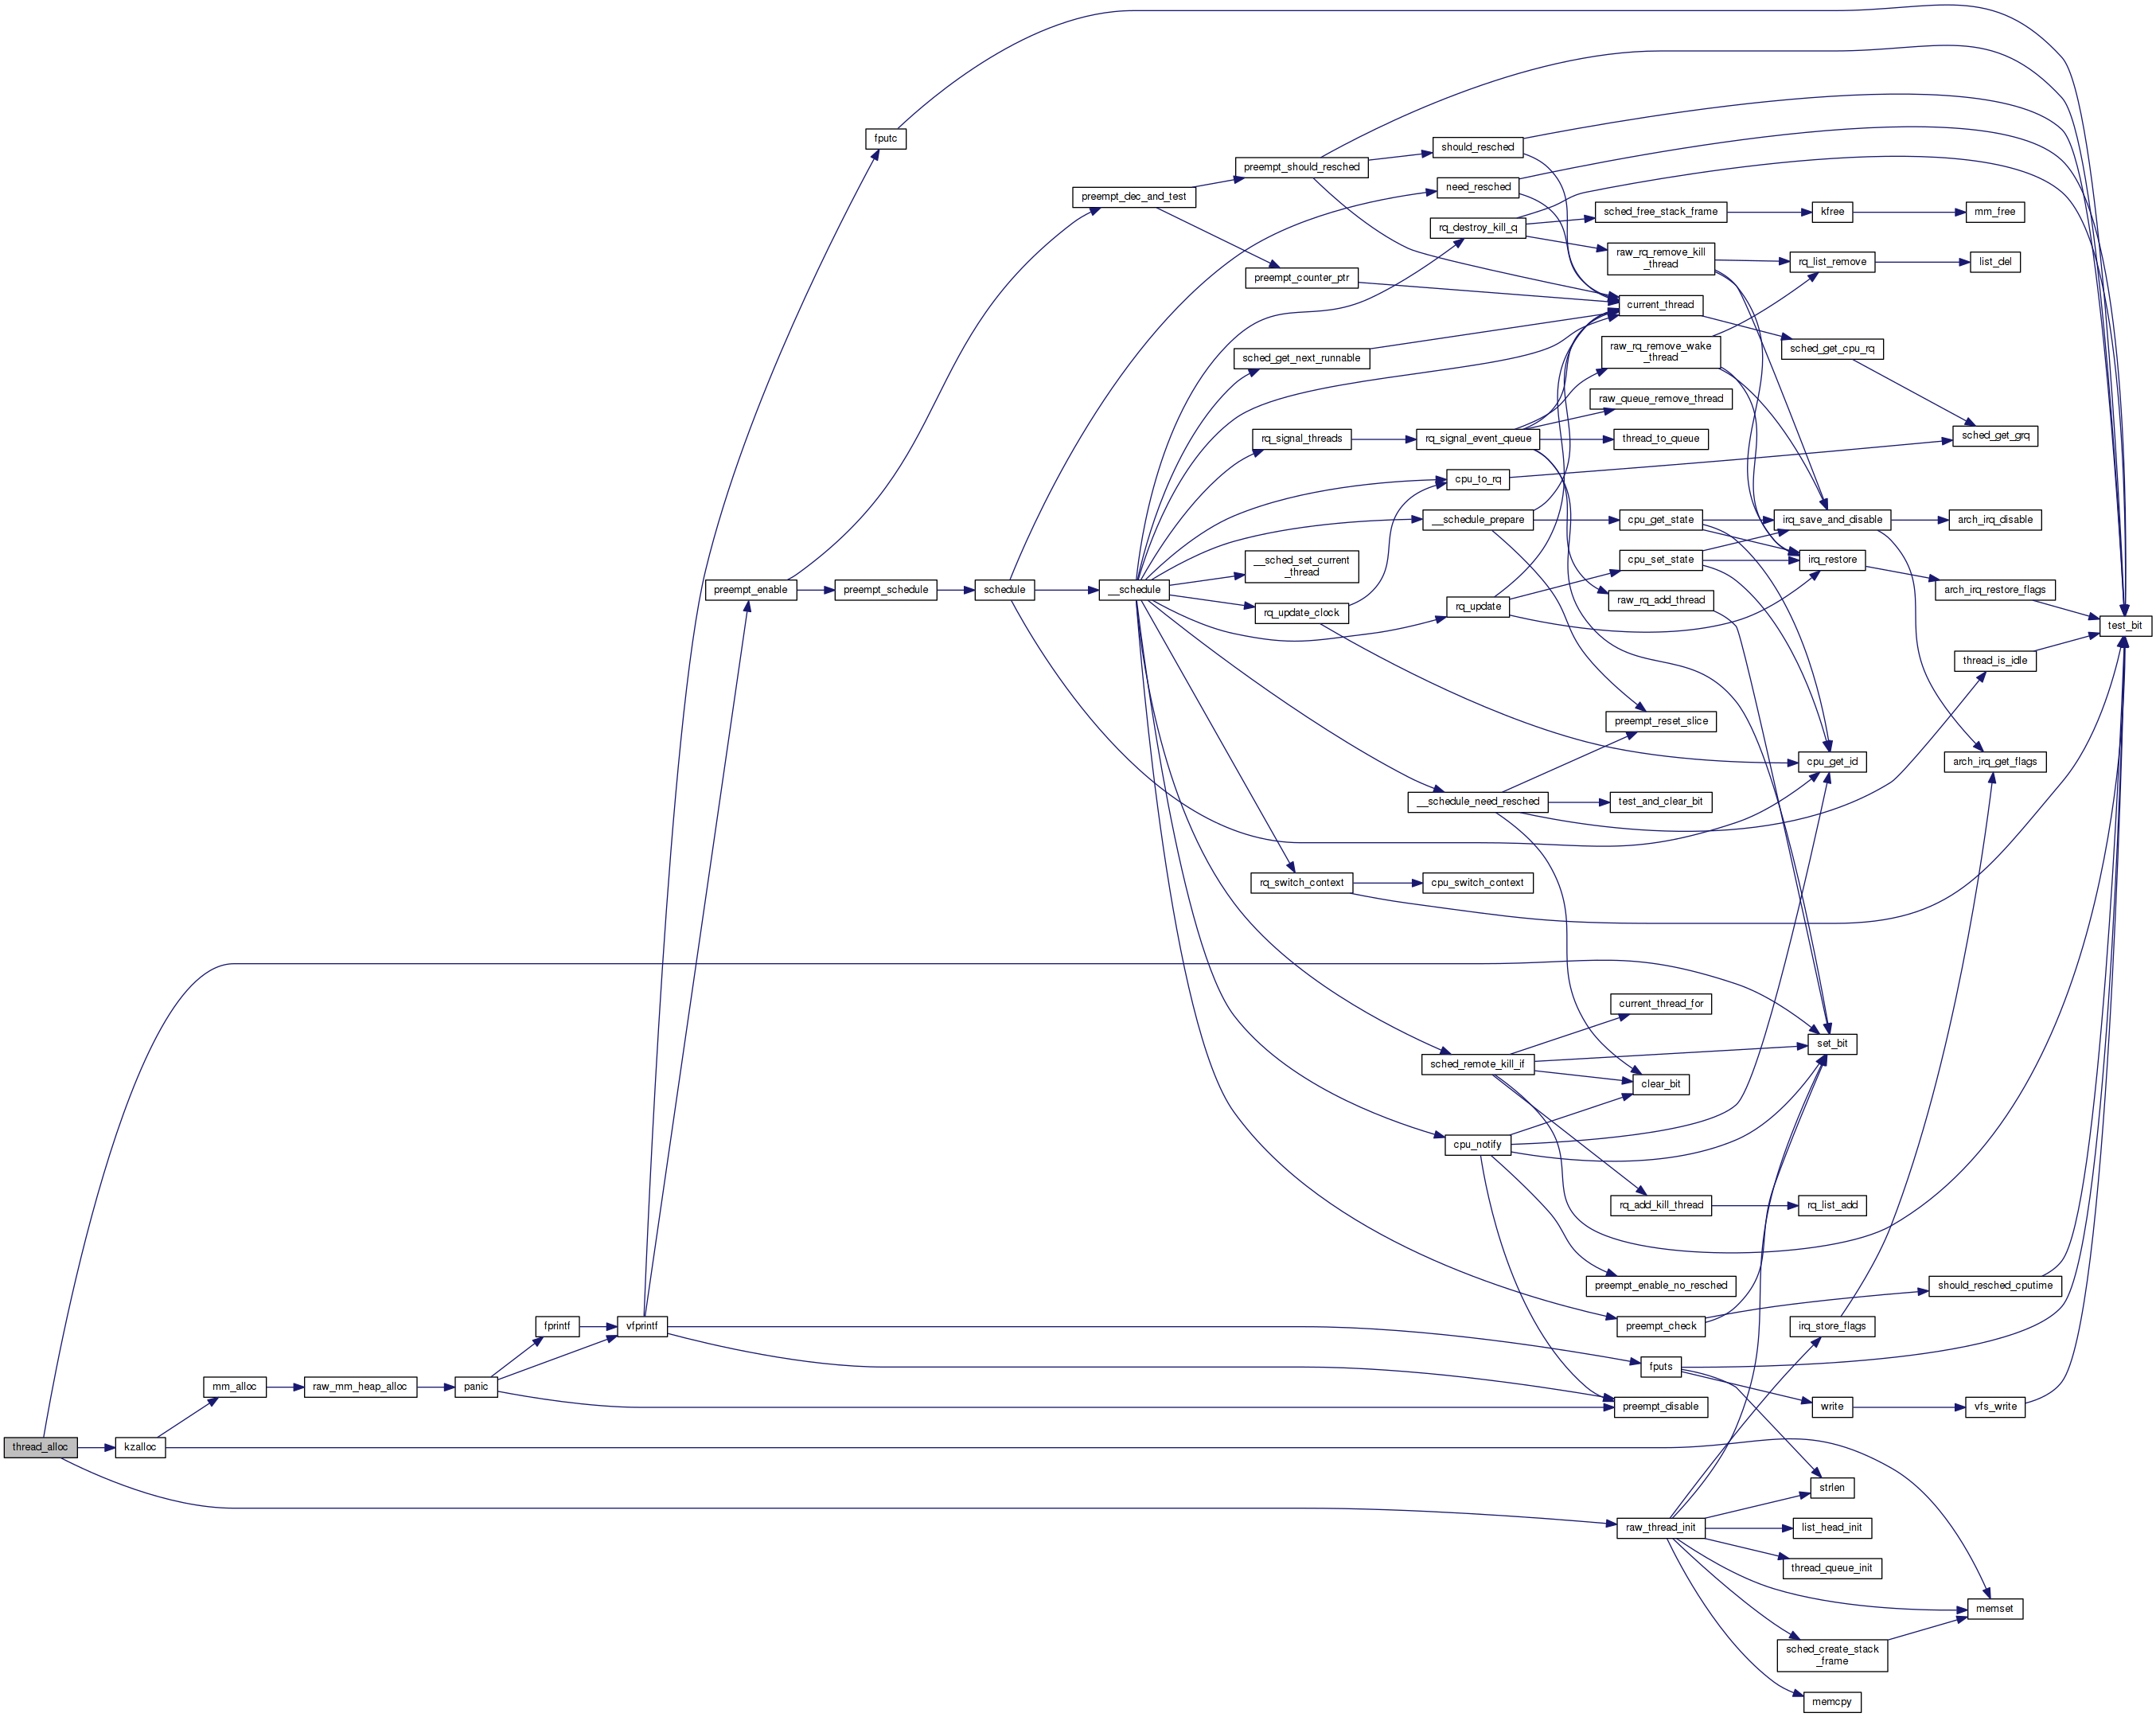 fputc
should_resched
preempt_should_resched
need_resched
preempt_dec_and_test
sched_free_stack_frame
kfree
mm_free
rq_destroy_kill_q
raw_rq_remove_kill
_thread
rq_list_remove
list_del
preempt_counter_ptr
current_thread
sched_get_next_runnable
raw_rq_remove_wake
_thread
sched_get_cpu_rq
raw_queue_remove_thread
rq_signal_threads
rq_signal_event_queue
thread_to_queue
sched_get_grq
cpu_to_rq
__schedule_prepare
cpu_get_state
irq_save_and_disable
arch_irq_disable
__sched_set_current
_thread
cpu_set_state
irq_restore
preempt_enable
preempt_schedule
schedule
__schedule
arch_irq_restore_flags
rq_update_clock
rq_update
raw_rq_add_thread
test_bit
thread_is_idle
preempt_reset_slice
cpu_get_id
arch_irq_get_flags
__schedule_need_resched
test_and_clear_bit
rq_switch_context
cpu_switch_context
current_thread_for
set_bit
sched_remote_kill_if
clear_bit
cpu_notify
rq_add_kill_thread
rq_list_add
preempt_enable_no_resched
should_resched_cputime
fprintf
vfprintf
preempt_check
irq_store_flags
fputs
mm_alloc
raw_mm_heap_alloc
panic
preempt_disable
write
vfs_write
thread_alloc
kzalloc
strlen
raw_thread_init
list_head_init
thread_queue_init
memset
sched_create_stack
_frame
memcpy